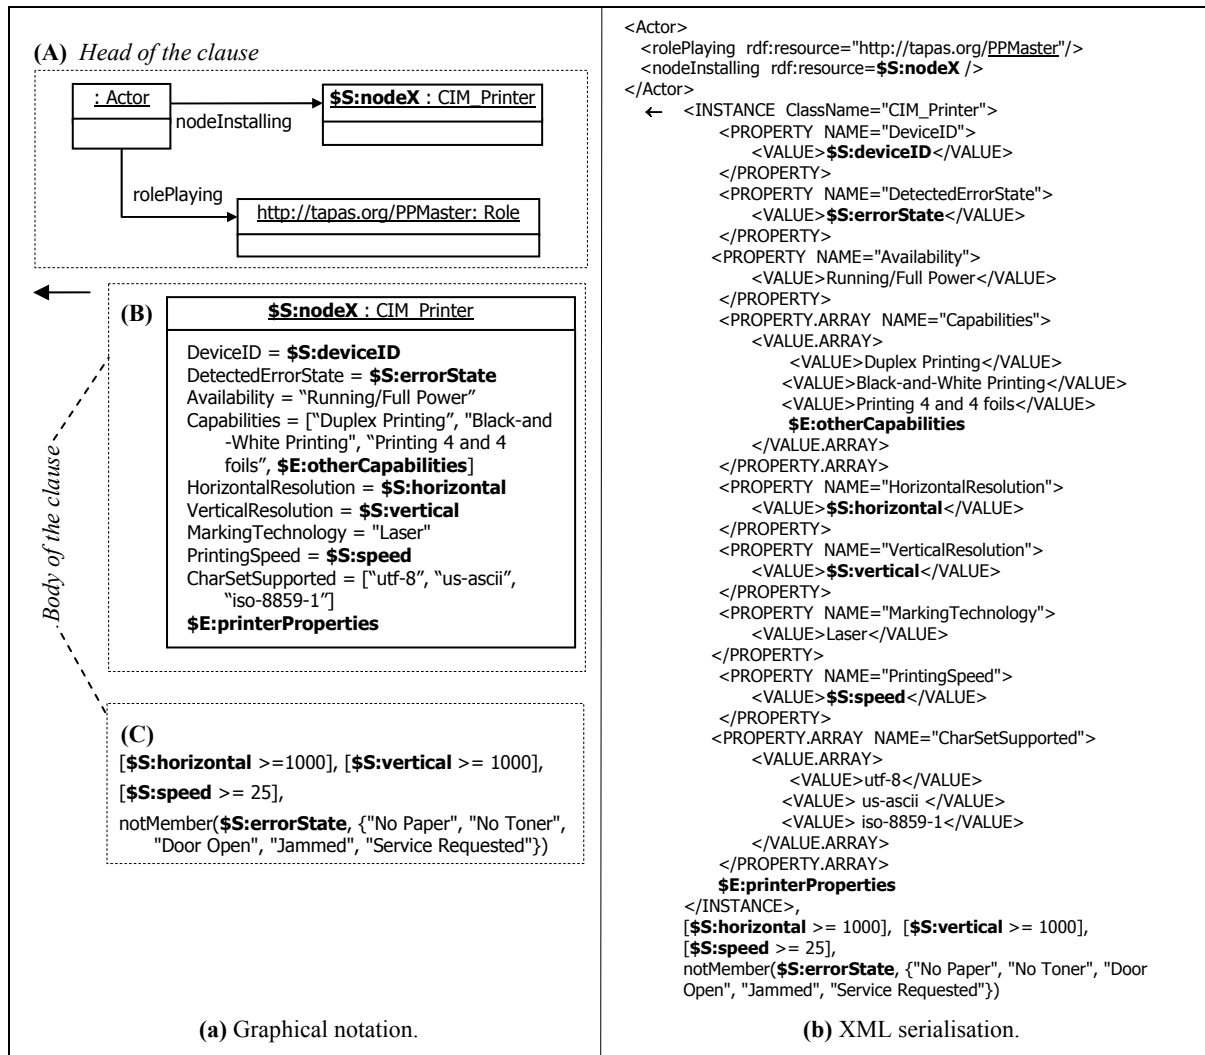 (A) Head of the clause
: Actor
$S:nodeX : CIM_Printer
nodeInstalling
rolePlaying
http://tapas.org/PPMaster: Role
Body of the clause
(B)
$S:nodeX : CIM_Printer
DeviceID = $S:deviceID
DetectedErrorState = $S:errorState
Availability = “Running/Full Power”
Capabilities = [“Duplex Printing”, "Black-and
-White Printing", “Printing 4 and 4
foils”, $E:otherCapabilities]
HorizontalResolution = $S:horizontal
VerticalResolution = $S:vertical
MarkingTechnology = "Laser"
PrintingSpeed = $S:speed
CharSetSupported = [“utf-8”, “us-ascii”,
“iso-8859-1”]
$E:printerProperties
(C)
[$S:horizontal >=1000], [$S:vertical >= 1000],
[$S:speed >= 25],
notMember($S:errorState, {"No Paper", "No Toner",
"Door Open", "Jammed", "Service Requested"})
(a) Graphical notation.
<Actor>
<rolePlaying rdf:resource="http://tapas.org/PPMaster"/>
<nodeInstalling rdf:resource=$S:nodeX />
</Actor>
← <INSTANCE ClassName="CIM_Printer">
<PROPERTY NAME="DeviceID">
<VALUE>$S:deviceID</VALUE>
</PROPERTY>
<PROPERTY NAME="DetectedErrorState">
<VALUE>$S:errorState</VALUE>
</PROPERTY>
<PROPERTY NAME="Availability">
<VALUE>Running/Full Power</VALUE>
</PROPERTY>
<PROPERTY.ARRAY NAME="Capabilities">
<VALUE.ARRAY>
<VALUE>Duplex Printing</VALUE>
<VALUE>Black-and-White Printing</VALUE>
<VALUE>Printing 4 and 4 foils</VALUE>
$E:otherCapabilities
</VALUE.ARRAY>
</PROPERTY.ARRAY>
<PROPERTY NAME="HorizontalResolution">
<VALUE>$S:horizontal</VALUE>
</PROPERTY>
<PROPERTY NAME="VerticalResolution">
<VALUE>$S:vertical</VALUE>
</PROPERTY>
<PROPERTY NAME="MarkingTechnology">
<VALUE>Laser</VALUE>
</PROPERTY>
<PROPERTY NAME="PrintingSpeed">
<VALUE>$S:speed</VALUE>
</PROPERTY>
<PROPERTY.ARRAY NAME="CharSetSupported">
<VALUE.ARRAY>
<VALUE>utf-8</VALUE>
<VALUE> us-ascii </VALUE>
<VALUE> iso-8859-1</VALUE>
</VALUE.ARRAY>
</PROPERTY.ARRAY>
$E:printerProperties
</INSTANCE>,
[$S:horizontal >= 1000], [$S:vertical >= 1000],
[$S:speed >= 25],
notMember($S:errorState, {"No Paper", "No Toner", "Door
Open", "Jammed", "Service Requested"})
(b) XML serialisation.